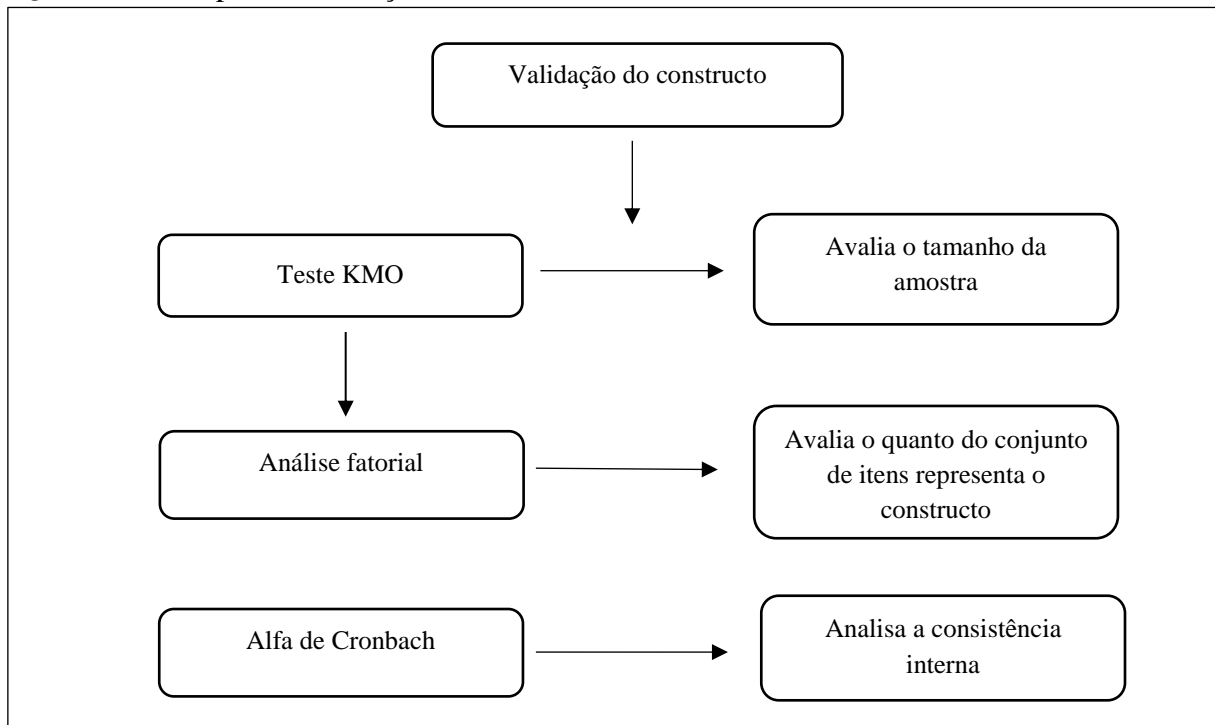 Validação do constructo
Teste KMO
Avalia o tamanho da
amostra
Análise fatorial
Avalia o quanto do conjunto
de itens representa o
constructo
Alfa de Cronbach
Analisa a consistência
interna